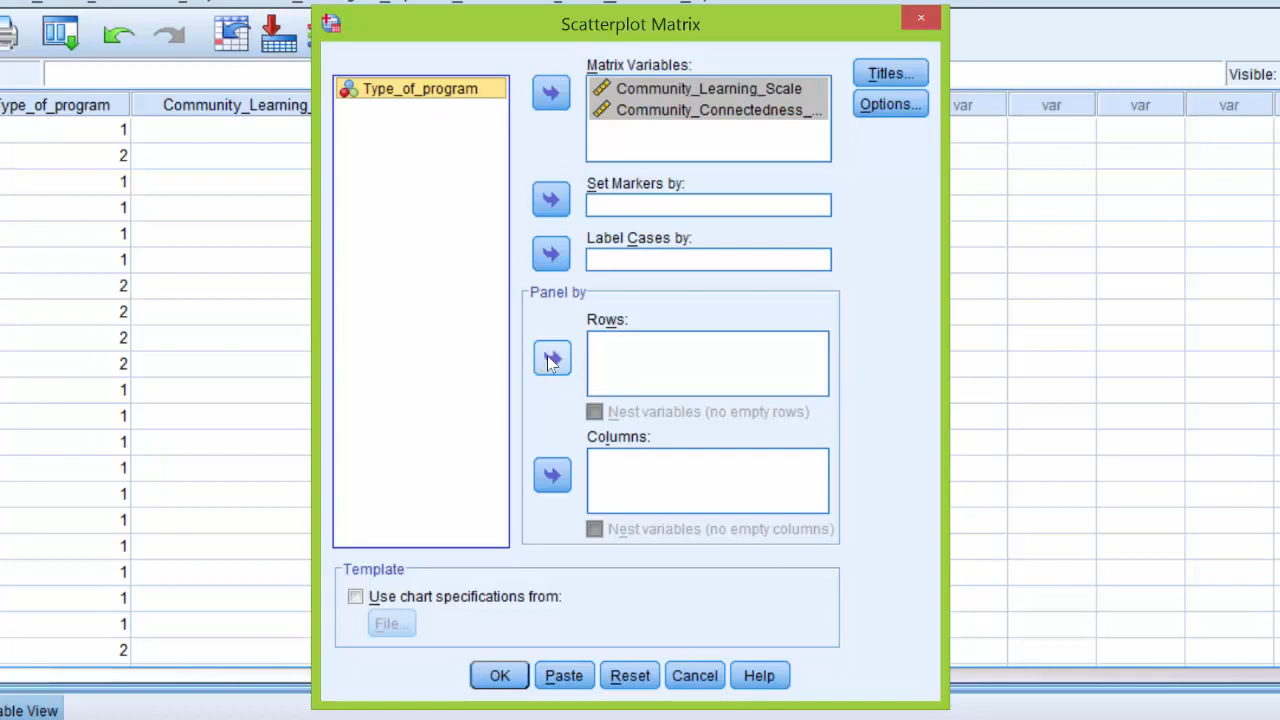 Scatterplot Matrix
Matrix Variables:
Titles...
Type_of_program
Community_Learning_Scale
Community_Connectedness_...
Options...
Visible:
Type_of_program
Community_Learning_
var
var
var
var
Set Markers by:
Label Cases by:
Panel by
Rows:
Nest variables (no empty rows)
Columns:
Nest variables (no empty columns)
Template
Use chart specifications from:
File...
OK
Paste
Reset
Cancel
Help
1
2
1
1
1
1
2
2
2
2
1
1
1
1
1
1
1
1
1
1
2
able View